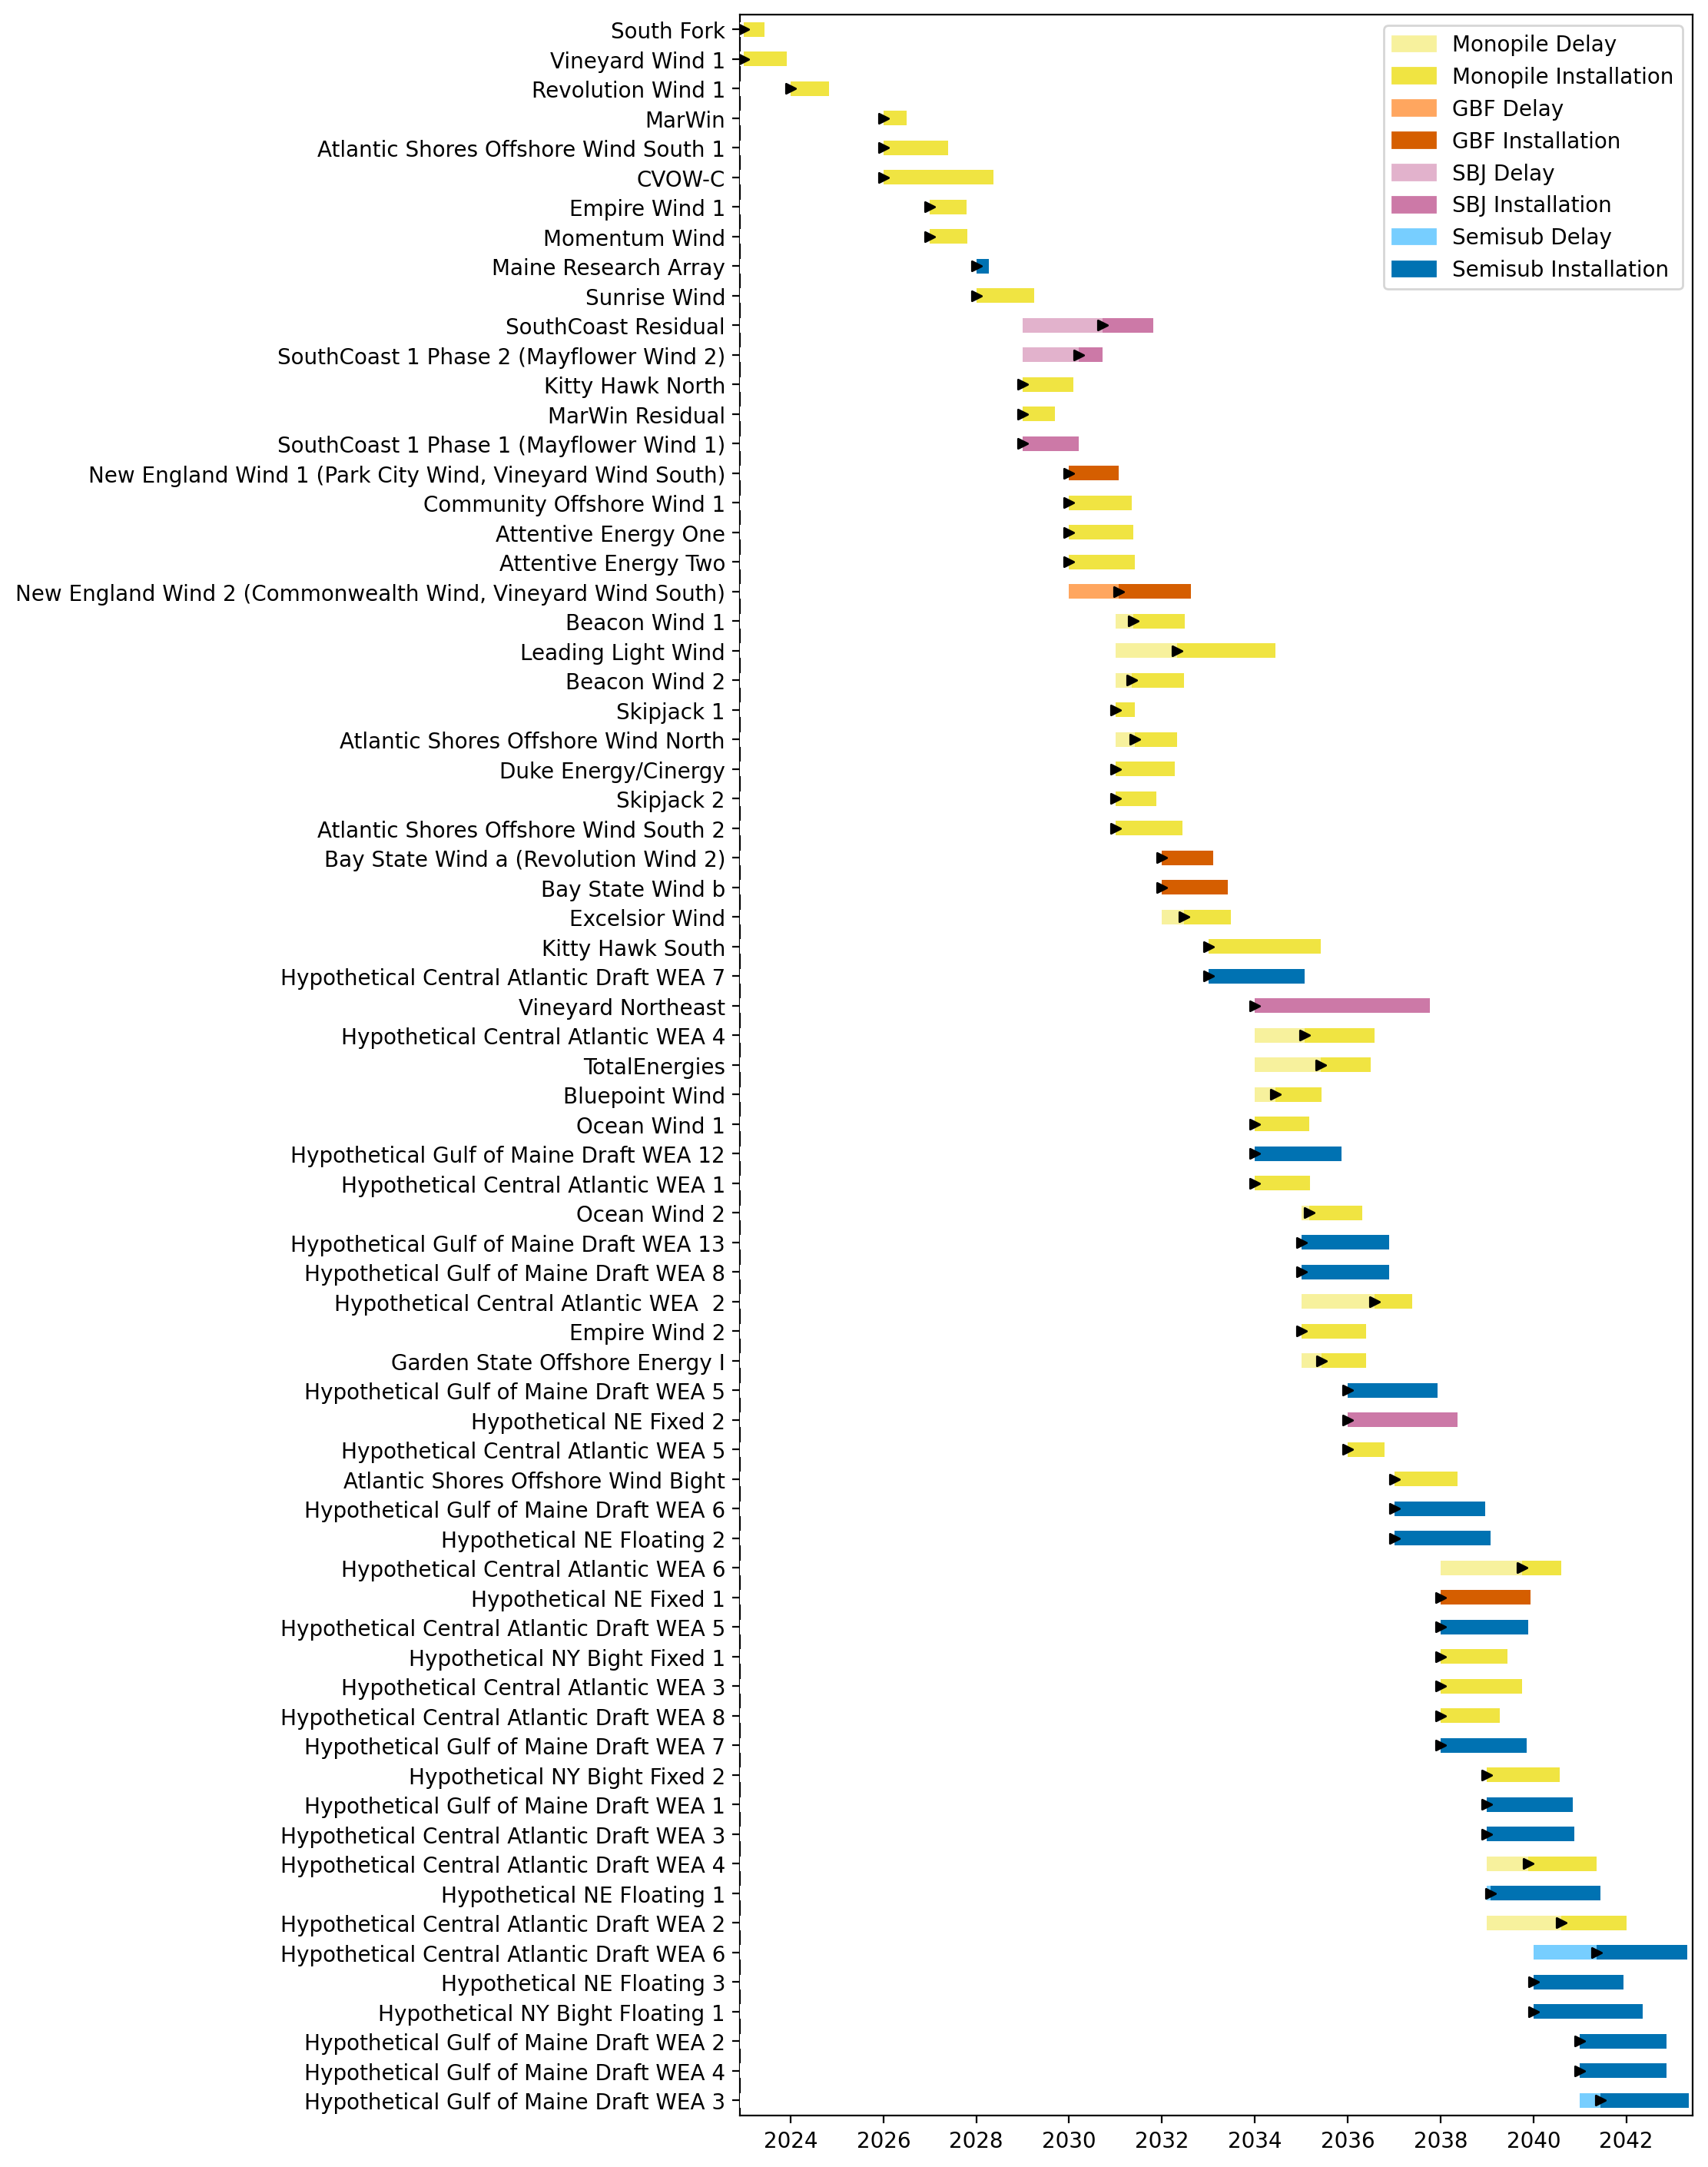 South Fork
Vineyard Wind 1
Revolution Wind 1
MarWin
Atlantic Shores Offshore Wind South 1
CVOW-C
Empire Wind 1
Momentum Wind
Maine Research Array
Sunrise Wind
SouthCoast Residual
SouthCoast 1 Phase 2 (Mayflower Wind 2)
Kitty Hawk North
MarWin Residual
SouthCoast 1 Phase 1 (Mayflower Wind 1)
New England Wind 1 (Park City Wind, Vineyard Wind South)
Community Offshore Wind 1
Attentive Energy One
Attentive Energy Two
New England Wind 2 (Commonwealth Wind, Vineyard Wind South)
Beacon Wind 1
Leading Light Wind
Beacon Wind 2
Skipjack 1
Atlantic Shores Offshore Wind North
Duke Energy/Cinergy
Skipjack 2
Atlantic Shores Offshore Wind South 2
Bay State Wind a (Revolution Wind 2)
Bay State Wind b
Excelsior Wind
Kitty Hawk South
Hypothetical Central Atlantic Draft WEA 7
Vineyard Northeast
Hypothetical Central Atlantic WEA 4
TotalEnergies
Bluepoint Wind
Ocean Wind 1
Hypothetical Gulf of Maine Draft WEA 12
Hypothetical Central Atlantic WEA 1
Ocean Wind 2
Hypothetical Gulf of Maine Draft WEA 13
Hypothetical Gulf of Maine Draft WEA 8
Hypothetical Central Atlantic WEA  2
Empire Wind 2
Garden State Offshore Energy I
Hypothetical Gulf of Maine Draft WEA 5
Hypothetical NE Fixed 2
Hypothetical Central Atlantic WEA 5
Atlantic Shores Offshore Wind Bight
Hypothetical Gulf of Maine Draft WEA 6
Hypothetical NE Floating 2
Hypothetical Central Atlantic WEA 6
Hypothetical NE Fixed 1
Hypothetical Central Atlantic Draft WEA 5
Hypothetical NY Bight Fixed 1
Hypothetical Central Atlantic WEA 3
Hypothetical Central Atlantic Draft WEA 8
Hypothetical Gulf of Maine Draft WEA 7
Hypothetical NY Bight Fixed 2
Hypothetical Gulf of Maine Draft WEA 1
Hypothetical Central Atlantic Draft WEA 3
Hypothetical Central Atlantic Draft WEA 4
Hypothetical NE Floating 1
Hypothetical Central Atlantic Draft WEA 2
Hypothetical Central Atlantic Draft WEA 6
Hypothetical NE Floating 3
Hypothetical NY Bight Floating 1
Hypothetical Gulf of Maine Draft WEA 2
Hypothetical Gulf of Maine Draft WEA 4
Hypothetical Gulf of Maine Draft WEA 3
Monopile Delay
Monopile Installation
GBF Delay
GBF Installation
SBJ Delay
SBJ Installation
Semisub Delay
Semisub Installation
2024 2026 2028 2030 2032 2034 2036 2038 2040 2042